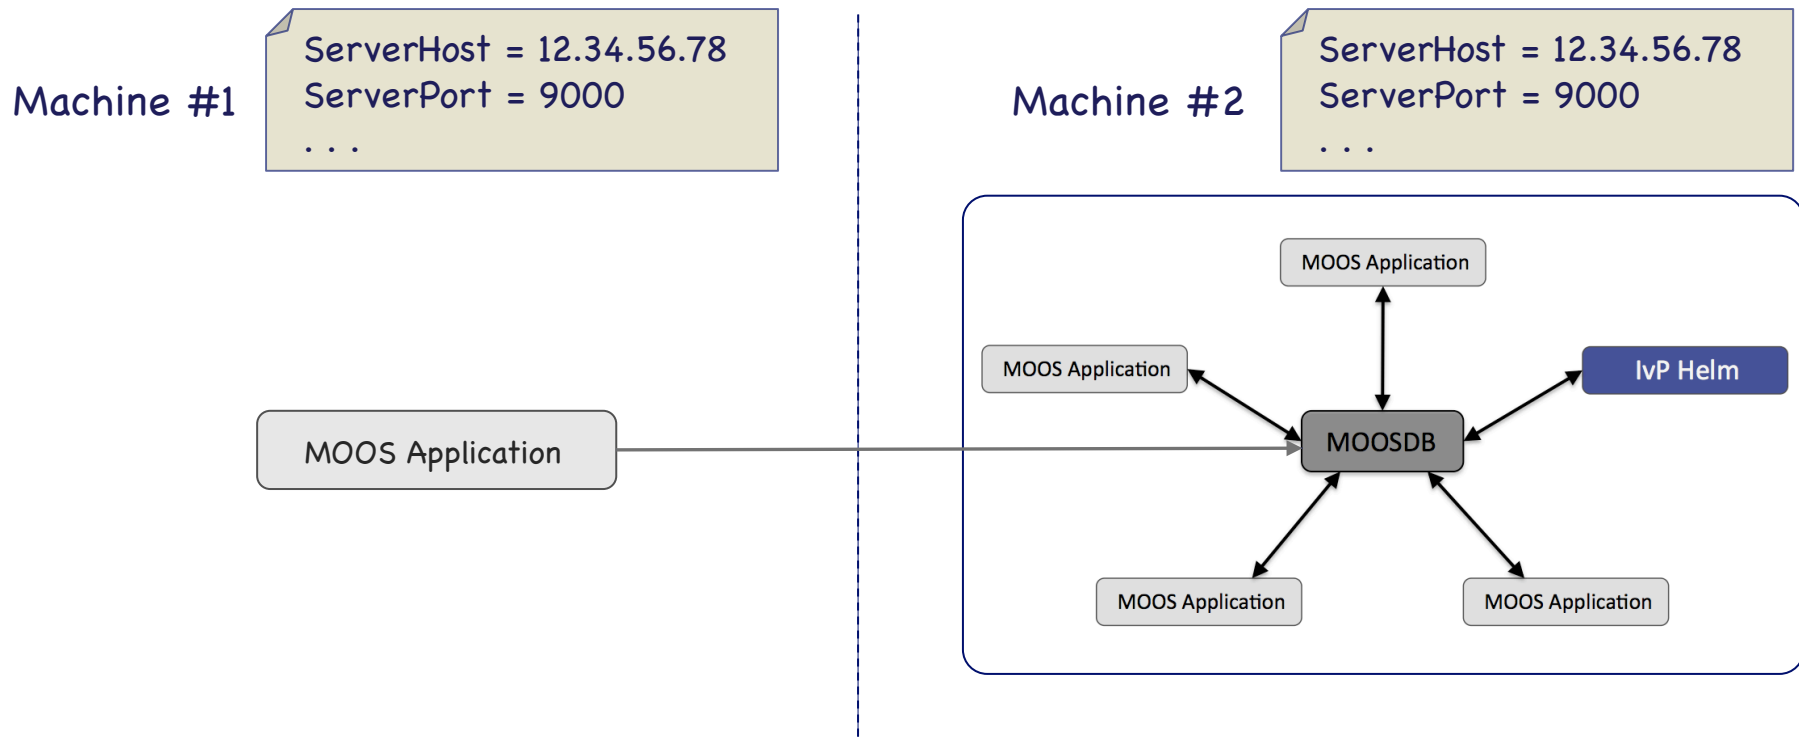 Machine #1
ServerHost = 12.34.56.78
ServerPort = 9000
. . .
Machine #2
ServerHost = 12.34.56.78
ServerPort = 9000
. . .
MOOS Application
MOOS Application
IvP Helm
MOOS Application
MOOSDB
MOOS Application
MOOS Application